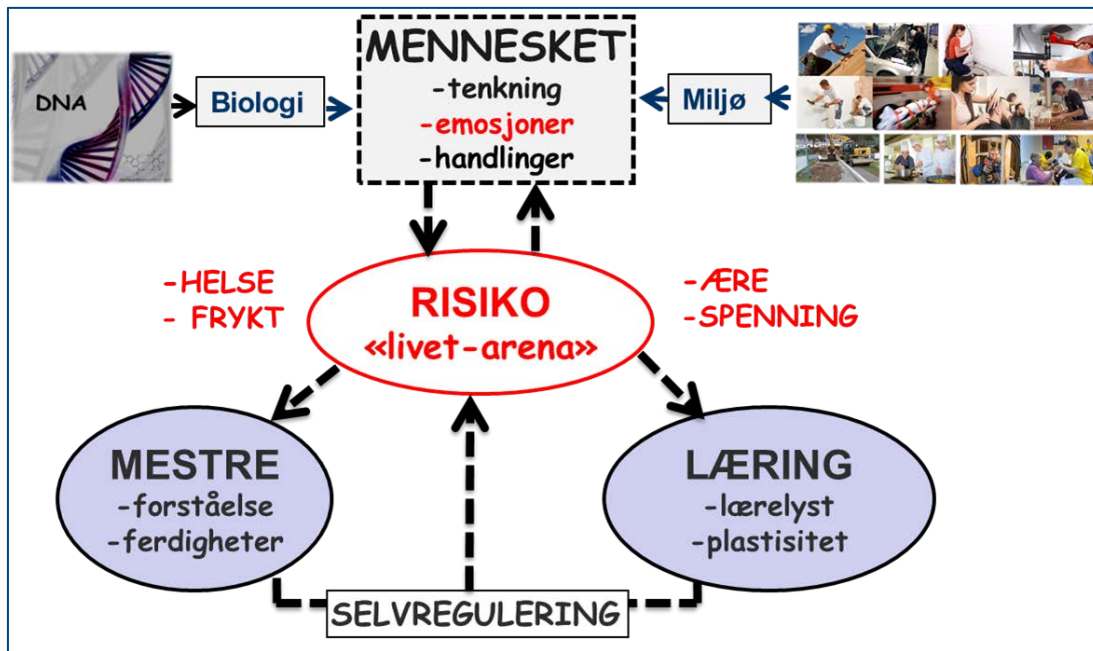 MENNESKET
-tenkning
-emosjoner
-handlinger
DNA
Biologi
Miljø
-HELSE
- FRYKT
RISIKO
«livet-arena»
-ÆRE
-SPENNING
MESTRE
-forståelse
-ferdigheter
LÆRING
-lærelyst
-plastisitet
SELVREGULERING